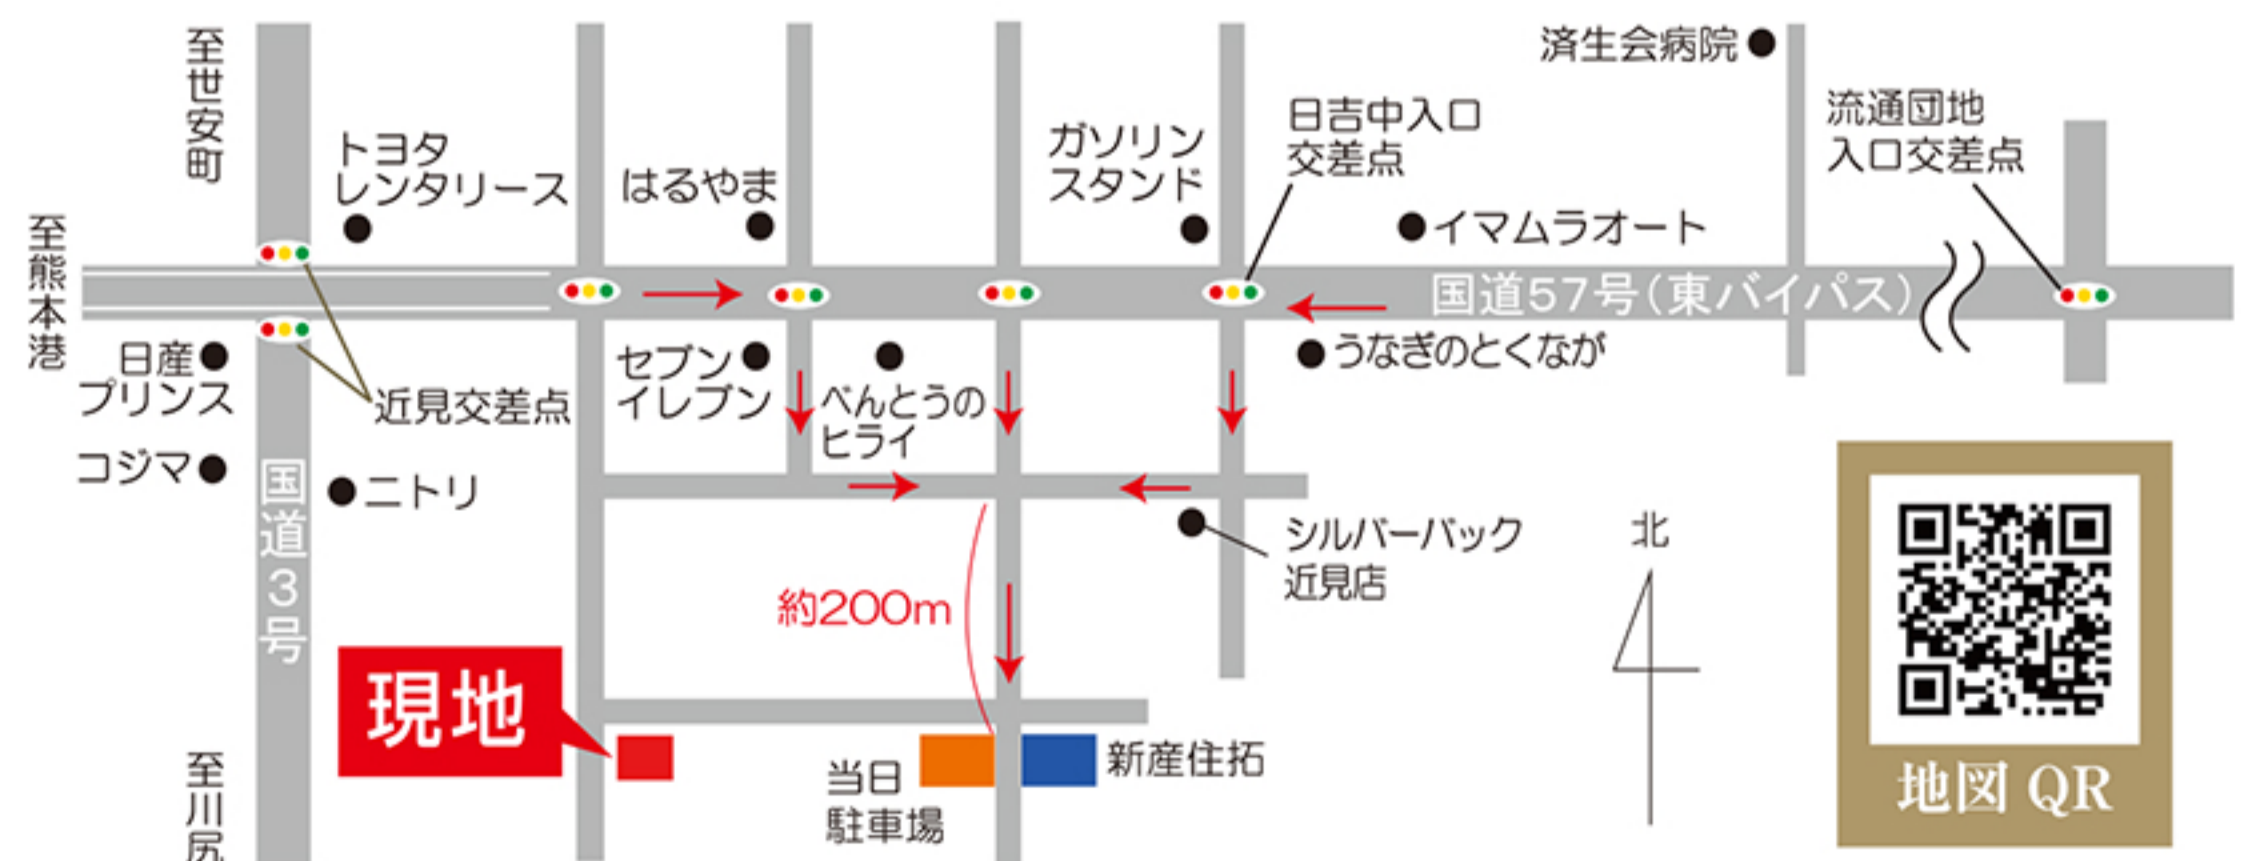 至世安町
済生会病院
流通団地
入口交差点
日吉中入口
交差点
ガソリン
スタンド
トヨタ
レンタリース
はるやま
至熊本港
イマムラオート
国道57号(東バイパス)
日産
プリンス
近見交差点
セブン
イレブン
べんとうの
ヒライ
うなぎのとくなが
コジマ
ニトリ
国道3号
シルバーバック
近見店
北
約200m
現地
当日
駐車場
新産住拓
至川尻
地図 QR